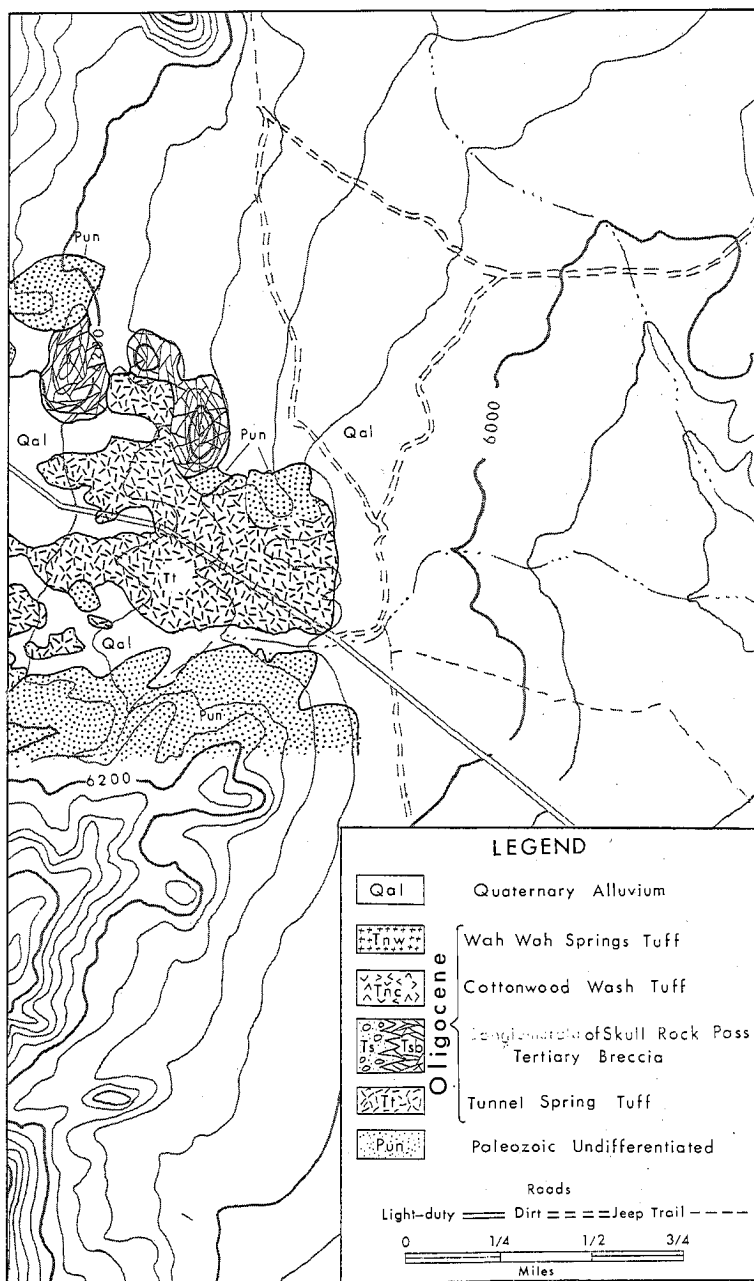 Pun
0
Qal
Pun
Qal
6000
Tt
Qal
Pun
6200
LEGEND
Qal Quaternary Alluvium
Tnw Wah Wah Springs Tuff
Tnc Cottonwood Wash Tuff
Ts Tsb of Skull Rock Pass
Tertiary Breccia
Tt Tunnel Spring Tuff
Pun Paleozoic Undifferentiated
Oligocene
Roads
Light-duty Dirt Jeep Trail
0 1/4 1/2 3/4
Miles